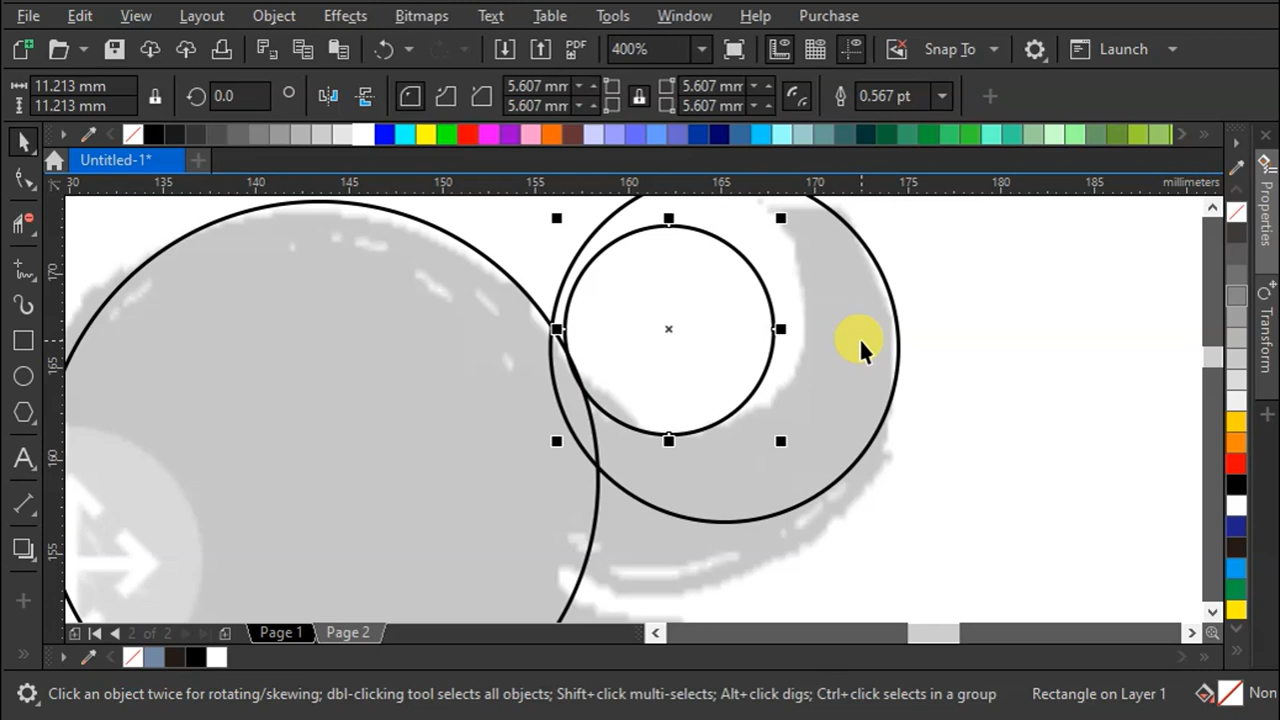 File Edit View Layout Object Effects Bitmaps Text Table Tools Window Help Purchase
PDF 400% Snap To Launch
11.213 mm 0.0 5.607 mm 5.607 mm 0.567 pt
11.213 mm 5.607 mm 5.607 mm
Untitled-1*
30 135 140 145 150 155 160 165 170 175 180 185 millimeters
170
165
160
155
Properties
Transform
2 of 2 Page 1 Page 2
Click an object twice for rotating/skewing; dbl-clicking tool selects all objects; Shift+click multi-selects; Alt+click digs; Ctrl+click selects in a group Rectangle on Layer 1 Non